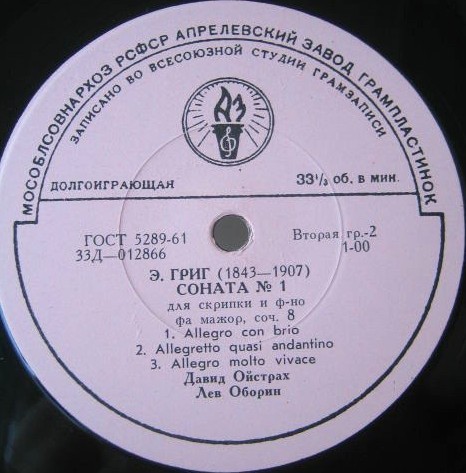 МОСОБЛСОВНАРХОЗ РСФСР АПРЕЛЕВСКИЙ ЗАВОД ГРАМПЛАСТИНОК
ЗАПИСАНО ВО ВСЕСОЮЗНОЙ СТУДИИ ГРАМЗАПИСИ
АЗ
ДОЛГОИГРАЮЩАЯ
33⅓ об. в мин.
ГОСТ 5289-61
Вторая гр.-2
33Д—012866
1-00
Э. ГРИГ (1843—1907)
СОНАТА № 1
для скрипки и ф-но
фа мажор, соч. 8
1. Allegro con brio
2. Allegretto quasi andantino
3. Allegro molto vivace
Давид Ойстрах
Лев Оборин